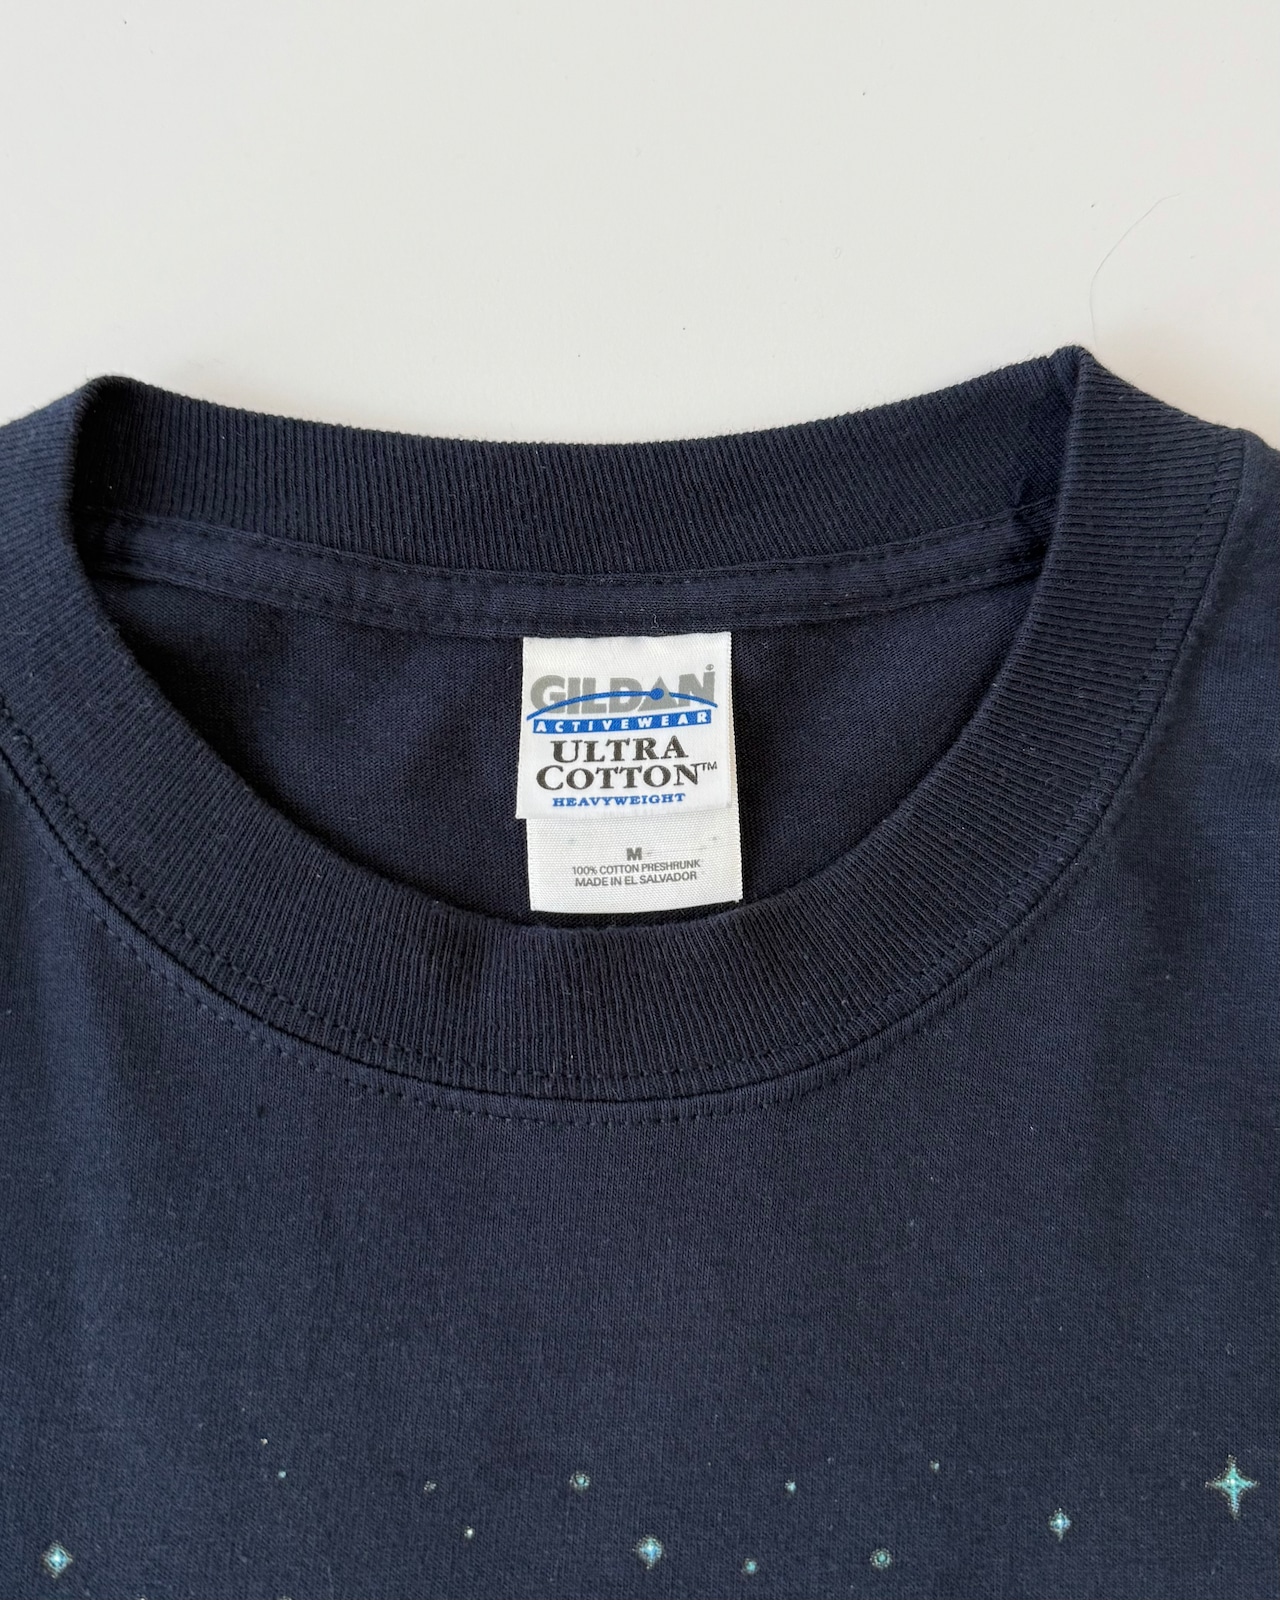 GILDAN®
ACTIVEWEAR
ULTRA
COTTON™
HEAVYWEIGHT
M
100% COTTON PRESHRUNK
MADE IN EL SALVADOR